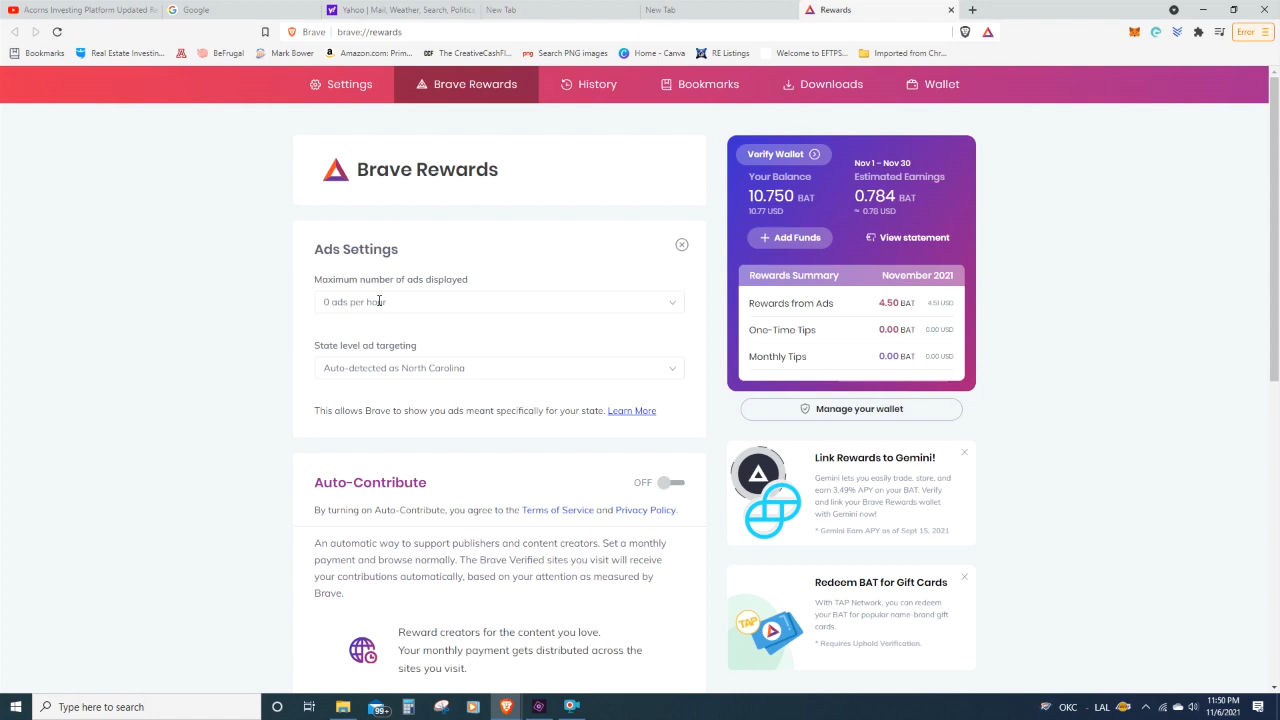 Acorns Investing Platform Updated Re
Google
Yahoo | Mail, Weather, Search, Politics
New Tab
New Tab
Rewards
Brave
brave://rewards
Error
Bookmarks
Real Estate Investin...
BeFrugal
Mark Bower
Amazon.com: Prim...
The CreativeCashFl...
Search PNG images
Home - Canva
RE Listings
Welcome to EFTPS...
Imported from Chr...
Settings
Brave Rewards
History
Bookmarks
Downloads
Wallet
Brave Rewards
Ads Settings
Maximum number of ads displayed
0 ads per hour
State level ad targeting
Auto-detected as North Carolina
This allows Brave to show you ads meant specifically for your state. Learn More
Auto-Contribute
OFF
By turning on Auto-Contribute, you agree to the Terms of Service and Privacy Policy.
An automatic way to support publishers and content creators. Set a monthly
payment and browse normally. The Brave Verified sites you visit will receive
your contributions automatically, based on your attention as measured by
Brave.
Reward creators for the content you love.
Your monthly payment gets distributed across the
sites you visit.
Verify Wallet
Nov 1 – Nov 30
Your Balance
Estimated Earnings
10.750 BAT
0.784 BAT
10.77 USD
≈ 0.78 USD
Add Funds
View statement
Rewards Summary
November 2021
Rewards from Ads
4.50 BAT
4.51 USD
One-Time Tips
0.00 BAT
0.00 USD
Monthly Tips
0.00 BAT
0.00 USD
Manage your wallet
Link Rewards to Gemini!
Gemini lets you easily trade, store, and
earn 3.49% APY on your BAT. Verify
and link your Brave Rewards wallet
with Gemini now!
* Gemini Earn APY as of Sept 15, 2021
Redeem BAT for Gift Cards
With TAP Network, you can redeem
your BAT for popular name-brand gift
cards.
* Requires Uphold Verification.
TAP
Type here to search
99+
OKC - LAL
11:50 PM
11/6/2021